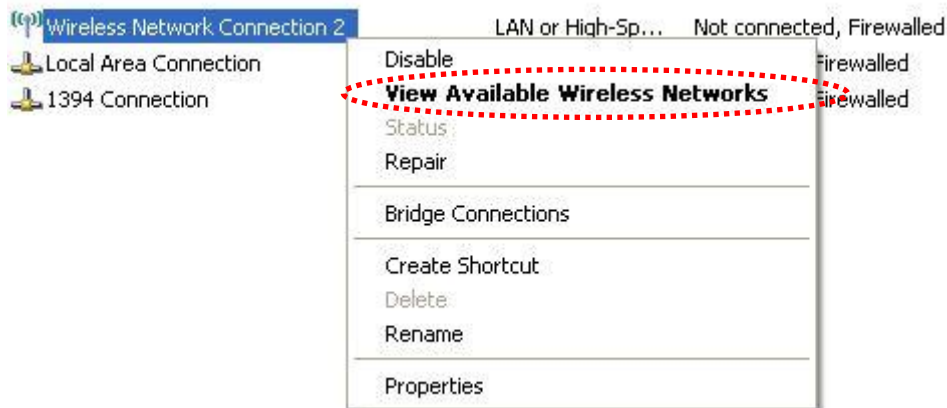 Wireless Network Connection 2 LAN or High-Sp... Not connected, Firewalled
Local Area Connection Firewalled
1394 Connection Firewalled
Disable
View Available Wireless Networks
Status
Repair
Bridge Connections
Create Shortcut
Delete
Rename
Properties